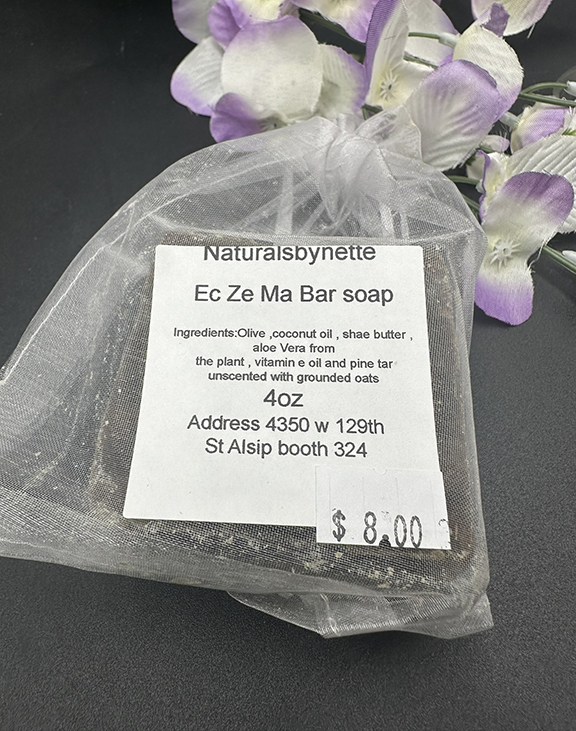 Naturalsbynette
Ec Ze Ma Bar soap
Ingredients:Olive ,coconut oil , shae butter ,
aloe Vera from
the plant , vitamin e oil and pine tar
unscented with grounded oats
4oz
Address 4350 w 129th
St Alsip booth 324
$ 8.00